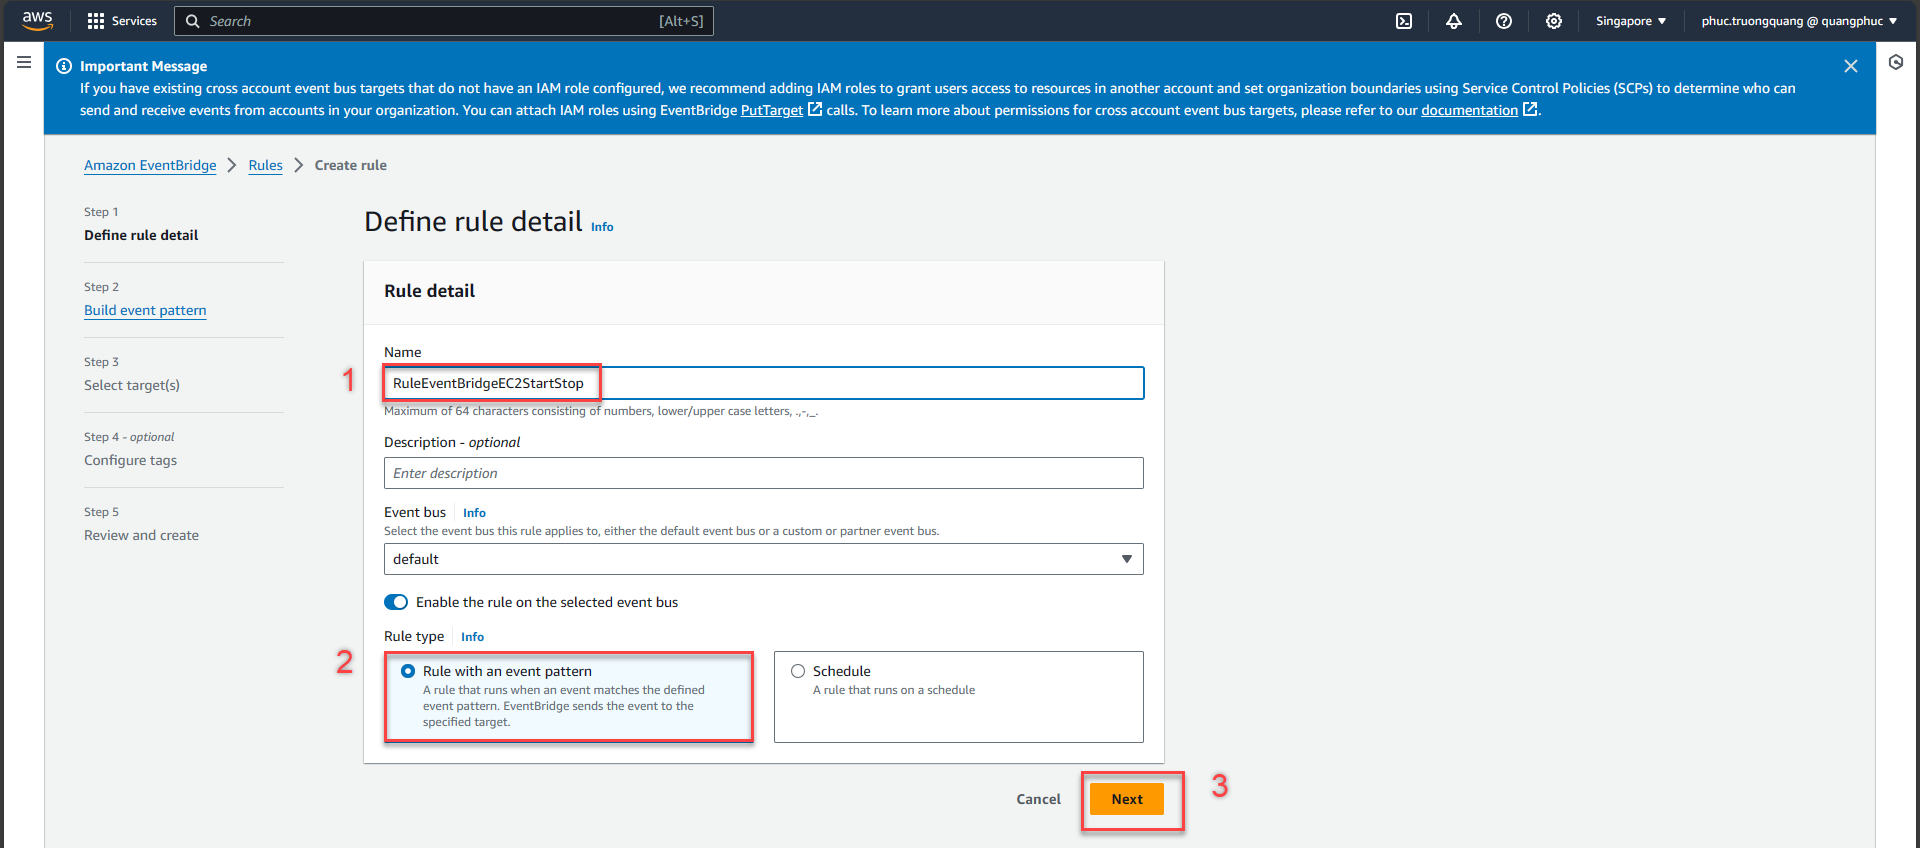 aws
Services
Search
[Alt+S]
Singapore
phuc.truongquang @ quangphuc
Important Message
If you have existing cross account event bus targets that do not have an IAM role configured, we recommend adding IAM roles to grant users access to resources in another account and set organization boundaries using Service Control Policies (SCPs) to determine who can
send and receive events from accounts in your organization. You can attach IAM roles using EventBridge PutTarget calls. To learn more about permissions for cross account event bus targets, please refer to our documentation .
Amazon EventBridge
Rules
Create rule
Step 1
Define rule detail
Step 2
Build event pattern
Step 3
Select target(s)
Step 4 - optional
Configure tags
Step 5
Review and create
Define rule detail Info
Rule detail
Name
1
RuleEventBridgeEC2StartStop
Maximum of 64 characters consisting of numbers, lower/upper case letters, .,-,_.
Description - optional
Enter description
Event bus Info
Select the event bus this rule applies to, either the default event bus or a custom or partner event bus.
default
Enable the rule on the selected event bus
Rule type Info
2
Rule with an event pattern
A rule that runs when an event matches the defined
event pattern. EventBridge sends the event to the
specified target.
Schedule
A rule that runs on a schedule
Cancel
Next
3